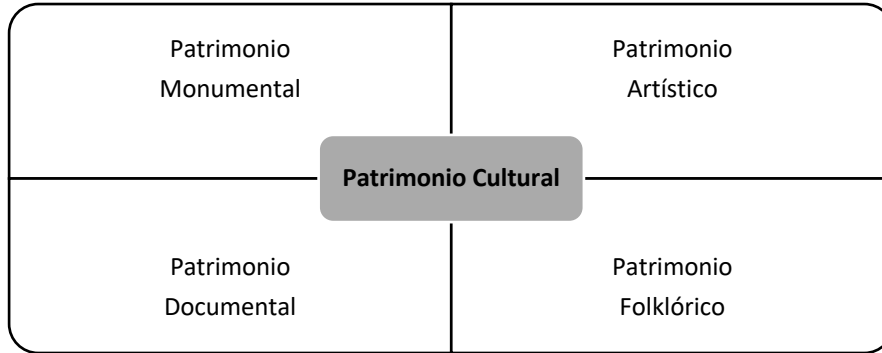 Patrimonio
Monumental
Patrimonio
Artístico
Patrimonio Cultural
Patrimonio
Documental
Patrimonio
Folklórico